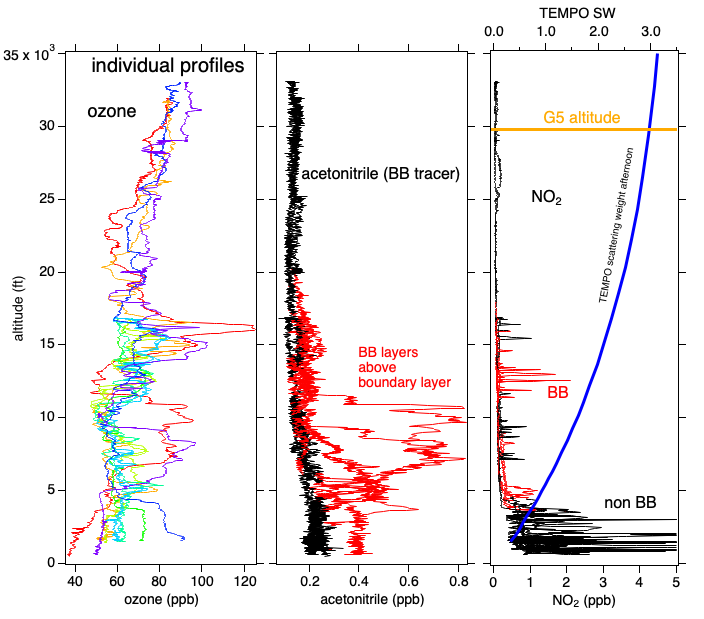 TEMPO SW
0.0 1.0 2.0 3.0
35 x 10³
individual profiles
ozone
G5 altitude
30
acetonitrile (BB tracer)
NO₂
TEMPO scattering weight afternoon
25
20
altitude (ft)
15
BB layers
above
boundary layer
BB
10
5
non BB
0
40 60 80 100 120
0.2 0.4 0.6 0.8
0 1 2 3 4 5
ozone (ppb)
acetonitrile (ppb)
NO₂ (ppb)